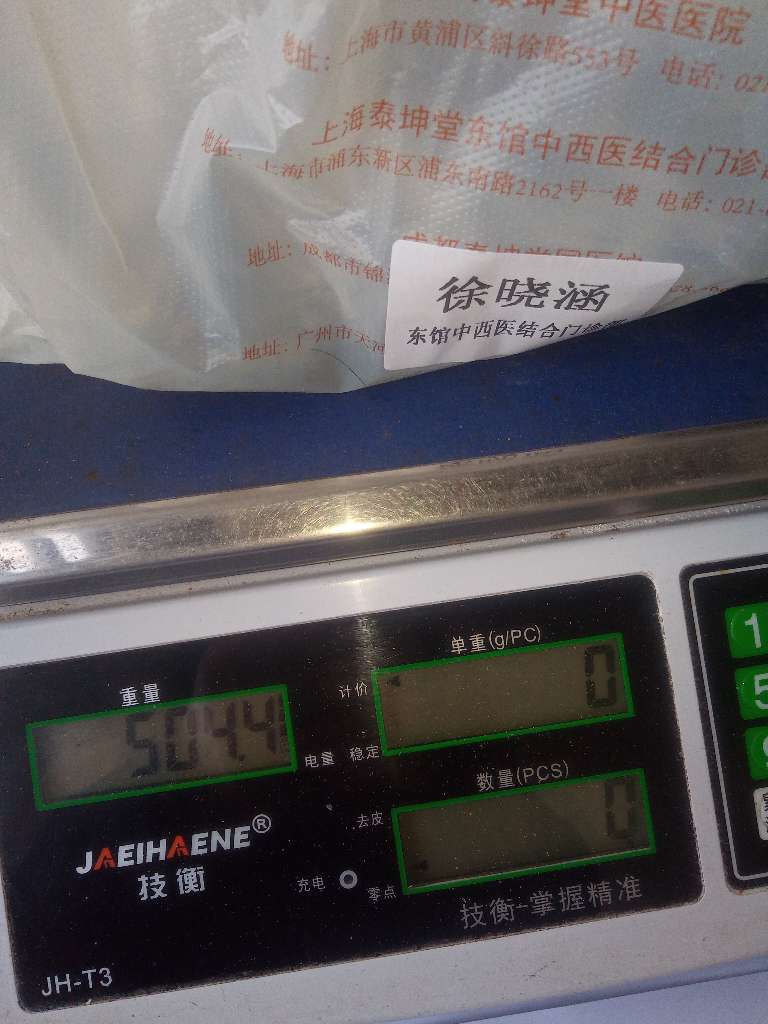 泰坤堂中医医院
地址：上海市黄浦区斜徐路553号 电话：021
上海泰坤堂东馆中西医结合门诊部
地址：上海市浦东新区浦东南路2162号一楼 电话：021-
成都泰坤堂
地址：成都市锦
地址：广州市天河
徐晓涵
东馆中西医结合门诊部
重量
504.4
单重(g/PC)
计价
0
电量 稳定
数量(PCS)
去皮
0
充电
零点
JAEIHAENE®
技衡
技衡-掌握精准
JH-T3
1
5